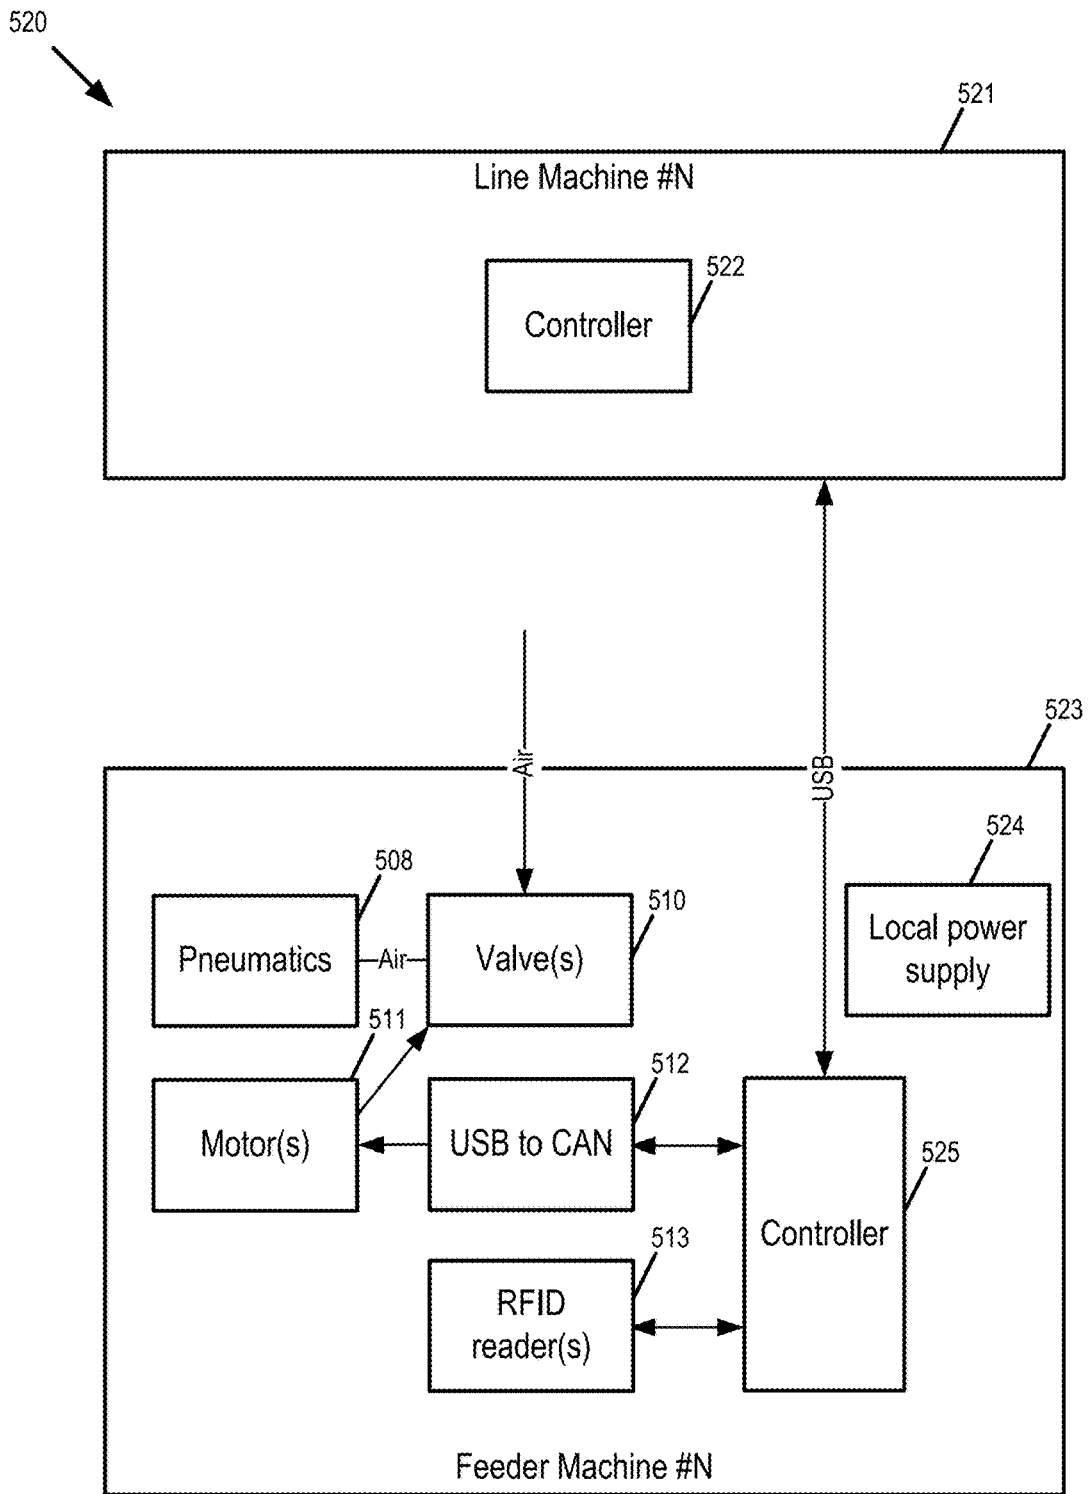 520
521
Line Machine #N
522
Controller
523
Air
USB
524
508
510
Local power
supply
Pneumatics
Air
Valve(s)
511
512
Motor(s)
USB to CAN
525
Controller
513
RFID
reader(s)
Feeder Machine #N